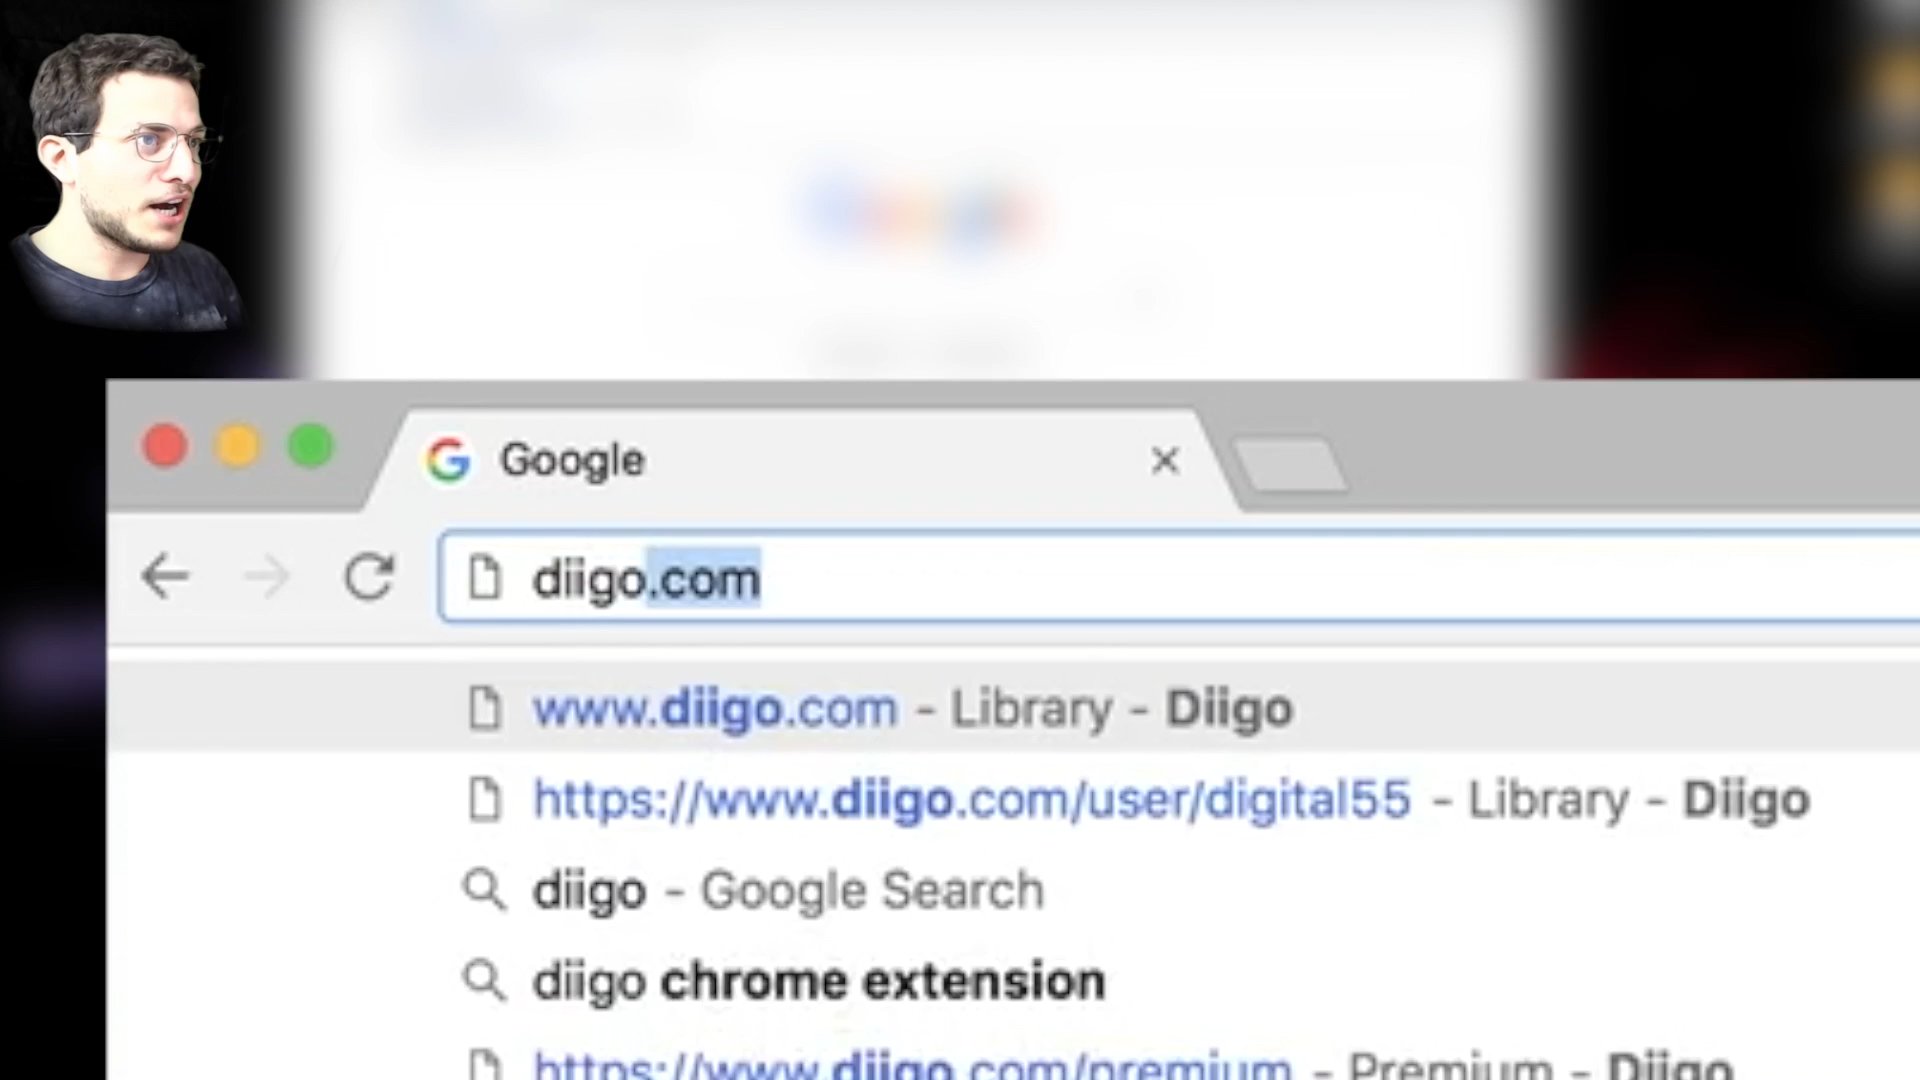 Google
diigo.com
www.diigo.com - Library - Diigo
https://www.diigo.com/user/digital55 - Library - Diigo
diigo - Google Search
diigo chrome extension
https://www.diigo.com/premium - Premium - Diigo